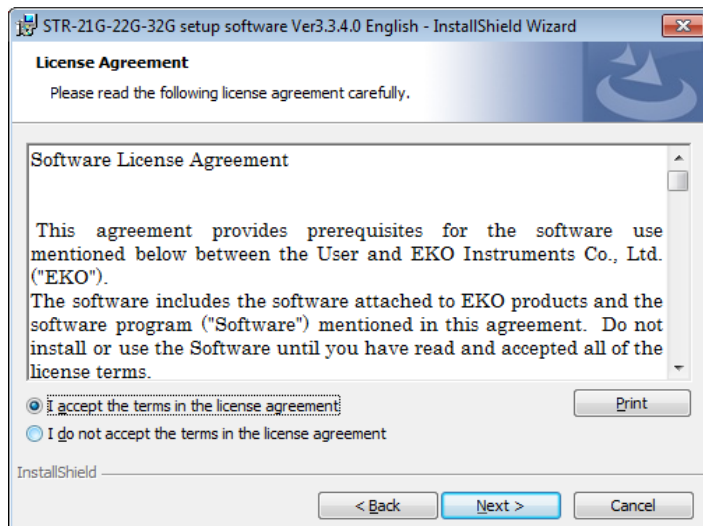 STR-21G-22G-32G setup software Ver3.3.4.0 English - InstallShield Wizard
License Agreement
Please read the following license agreement carefully.
Software License Agreement
This agreement provides prerequisites for the software use
mentioned below between the User and EKO Instruments Co., Ltd.
("EKO").
The software includes the software attached to EKO products and the
software program ("Software") mentioned in this agreement. Do not
install or use the Software until you have read and accepted all of the
license terms.
I accept the terms in the license agreement
Print
I do not accept the terms in the license agreement
InstallShield
< Back
Next >
Cancel